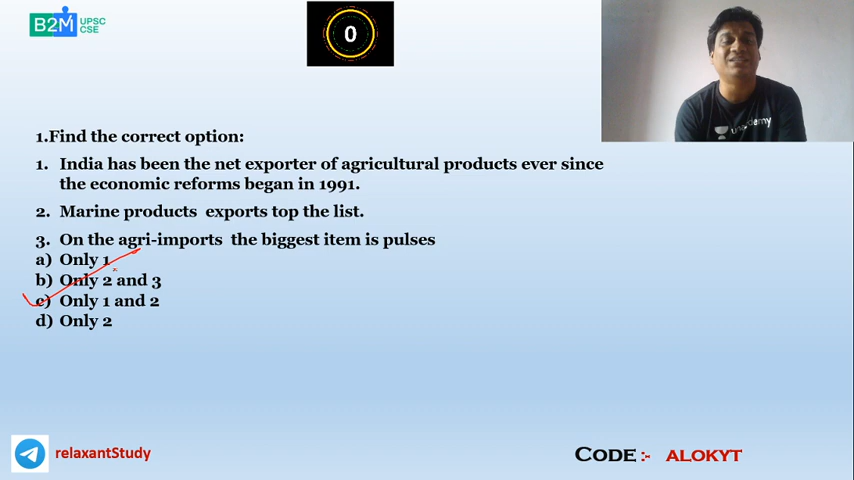 B2M UPSC
CSE
0
unacademy
1.Find the correct option:
1. India has been the net exporter of agricultural products ever since
the economic reforms began in 1991.
2. Marine products exports top the list.
3. On the agri-imports the biggest item is pulses
a) Only 1
b) Only 2 and 3
c) Only 1 and 2
d) Only 2
relaxantStudy
CODE :- ALOKYT